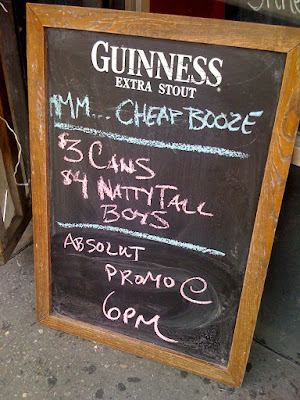 GUINNESS
EXTRA STOUT
MM... CHEAP BOOZE
$3 CANS
$4 NATTY TALL
BOYS
ABSOLUT
PROMO @
6PM